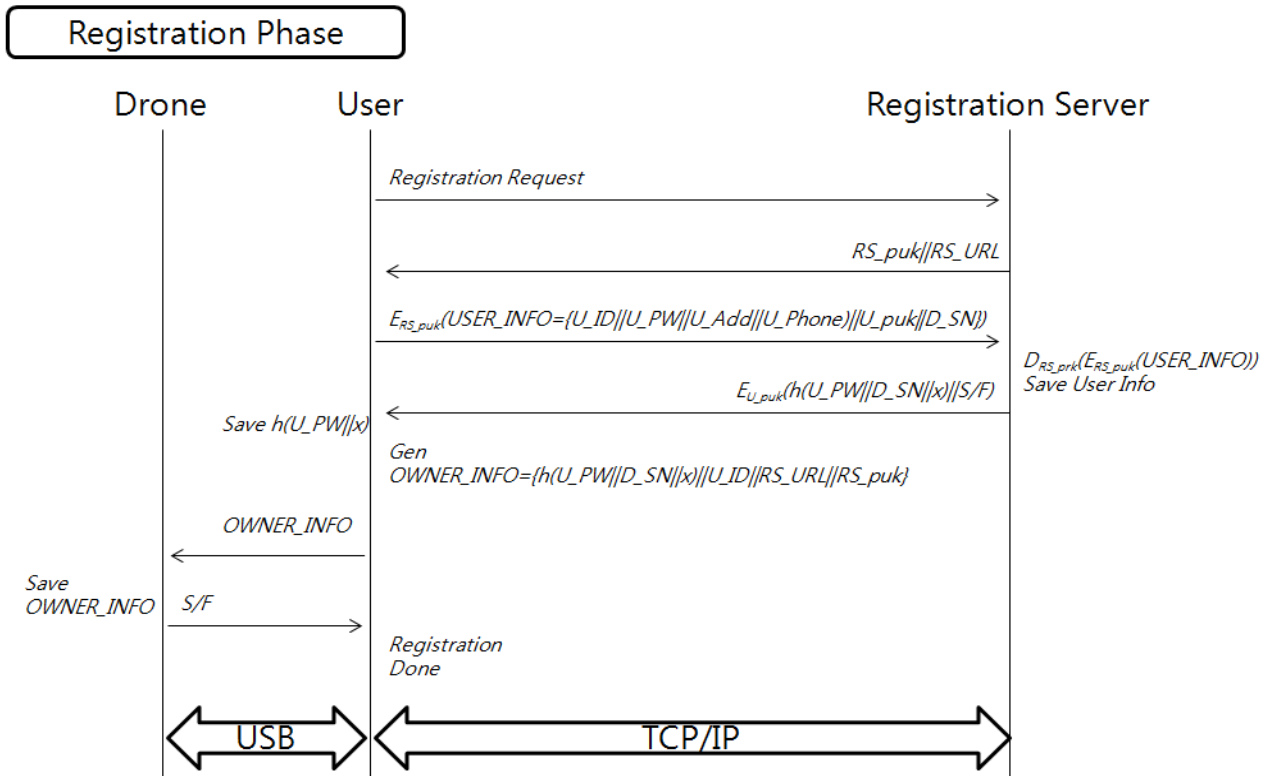 Registration Phase
Drone
User
Registration Server
Registration Request
RS_puk||RS_URL
E_RS_puk(USER_INFO={U_ID||U_PW||U_Add||U_Phone)||U_puk||D_SN})
D_RS_prk(E_RS_puk(USER_INFO))
Save User Info
E_U_puk(h(U_PW||D_SN||x)||S/F)
Save h(U_PW||x)
Gen
OWNER_INFO={h(U_PW||D_SN||x)||U_ID||RS_URL||RS_puk}
OWNER_INFO
Save
OWNER_INFO
S/F
Registration
Done
USB
TCP/IP